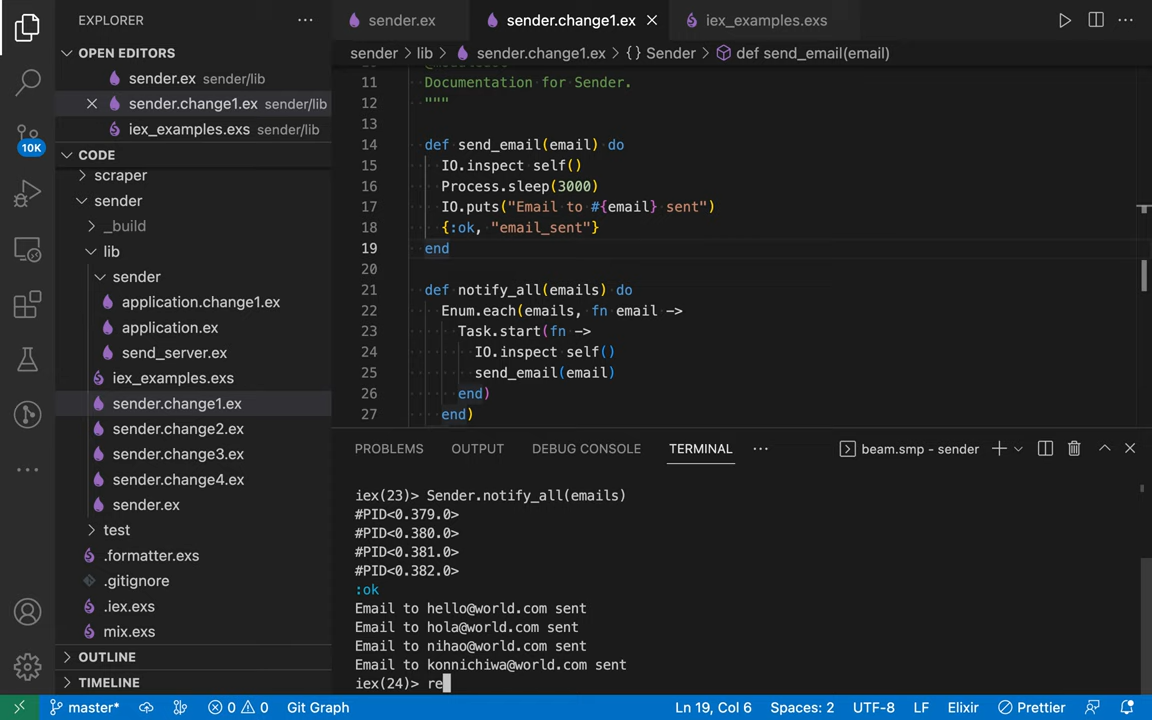 EXPLORER
OPEN EDITORS
sender.ex sender/lib
sender.change1.ex sender/lib
iex_examples.exs sender/lib
10K
CODE
scraper
sender
_build
lib
sender
application.change1.ex
application.ex
send_server.ex
iex_examples.exs
sender.change1.ex
sender.change2.ex
sender.change3.ex
sender.change4.ex
sender.ex
test
.formatter.exs
.gitignore
.iex.exs
mix.exs
OUTLINE
TIMELINE
sender.ex sender.change1.ex iex_examples.exs
sender > lib > sender.change1.ex > {} Sender > def send_email(email)
11 Documentation for Sender.
12 """
13
14 def send_email(email) do
15 IO.inspect self()
16 Process.sleep(3000)
17 IO.puts("Email to #{email} sent")
18 {:ok, "email_sent"}
19 end
20
21 def notify_all(emails) do
22 Enum.each(emails, fn email ->
23 Task.start(fn ->
24 IO.inspect self()
25 send_email(email)
26 end)
27 end)
PROBLEMS OUTPUT DEBUG CONSOLE TERMINAL beam.smp - sender
iex(23)> Sender.notify_all(emails)
#PID<0.379.0>
#PID<0.380.0>
#PID<0.381.0>
#PID<0.382.0>
:ok
Email to hello@world.com sent
Email to hola@world.com sent
Email to nihao@world.com sent
Email to konnichiwa@world.com sent
iex(24)> re
master* 0 0 Git Graph Ln 19, Col 6 Spaces: 2 UTF-8 LF Elixir Prettier